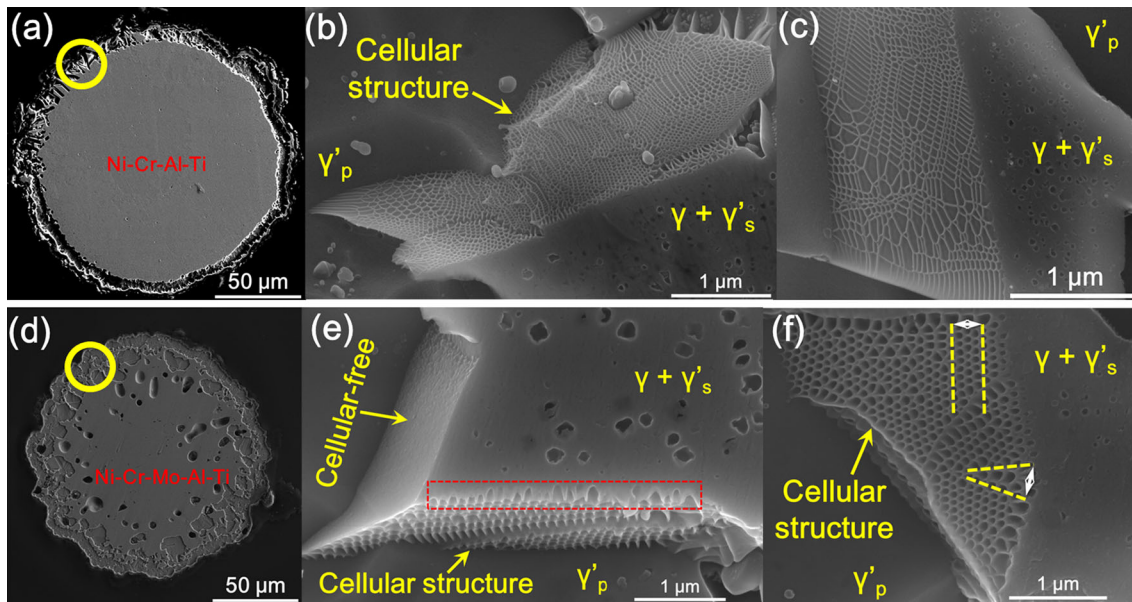 (a)
Ni-Cr-Al-Ti
50 μm
(b)
Cellular
structure
γ'p
γ + γ's
1 μm
(c)
γ'p
γ + γ's
1 μm
(d)
Ni-Cr-Mo-Al-Ti
50 μm
(e)
Cellular-free
γ + γ's
Cellular structure
γ'p
1 μm
(f)
γ + γ's
Cellular
structure
γ'p
1 μm